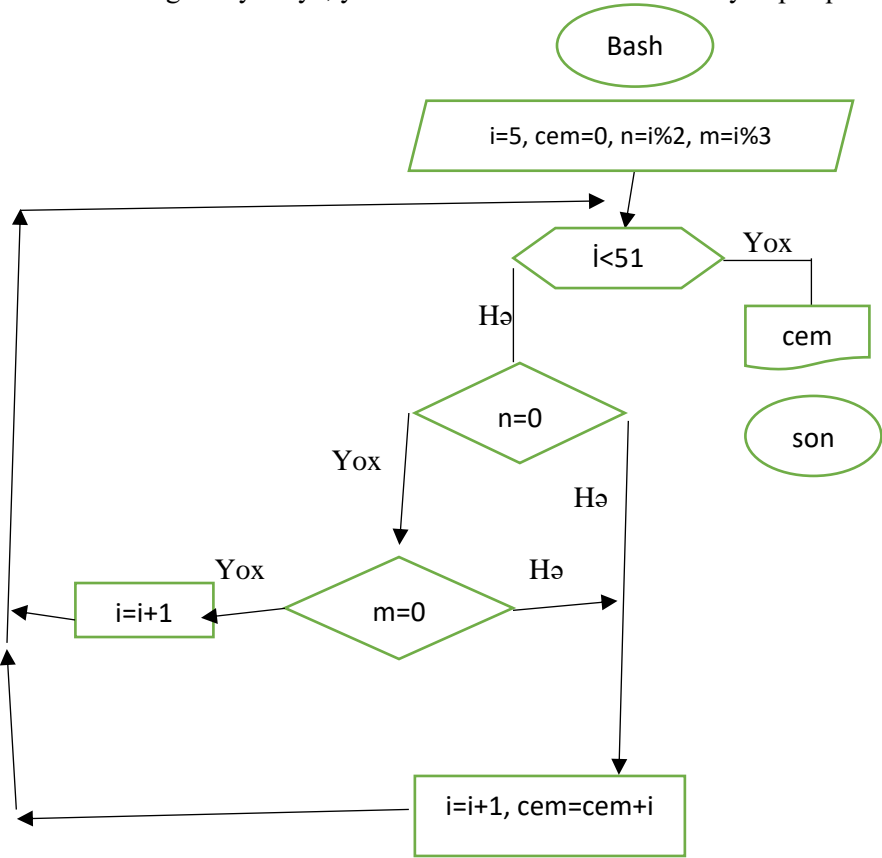 Bash
i=5, cem=0, n=i%2, m=i%3
İ<51
Yox
Hə
cem
n=0
son
Yox
Hə
Yox
Hə
i=i+1
m=0
i=i+1, cem=cem+i